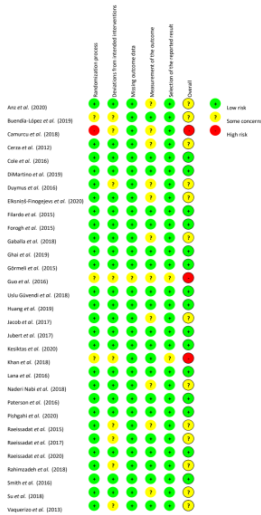 Randomization process
Deviations from intended interventions
Missing outcome data
Measurement of the outcome
Selection of the reported result
Overall
Anz et al. (2020)
Buendía-López et al. (2019)
Camurcu et al. (2018)
Cerza et al. (2012)
Cole et al. (2016)
DiMartino et al. (2019)
Duymus et al. (2016)
Elksniņš-Finogejevs et al. (2020)
Filardo et al. (2015)
Forogh et al. (2015)
Gaballa et al. (2018)
Ghai et al. (2019)
Görmeli et al. (2015)
Guo et al. (2016)
Uslu Güvendi et al. (2018)
Huang et al. (2019)
Jacob et al. (2017)
Jubert et al. (2017)
Kesiktas et al. (2020)
Khan et al. (2018)
Lana et al. (2016)
Naderi Nabi et al. (2018)
Paterson et al. (2016)
Pishgahi et al. (2020)
Raeissadat et al. (2015)
Raeissadat et al. (2017)
Raeissadat et al. (2020)
Rahimzadeh et al. (2018)
Smith et al. (2016)
Su et al. (2018)
Vaquerizo et al. (2013)
Low risk
Some concerns
High risk